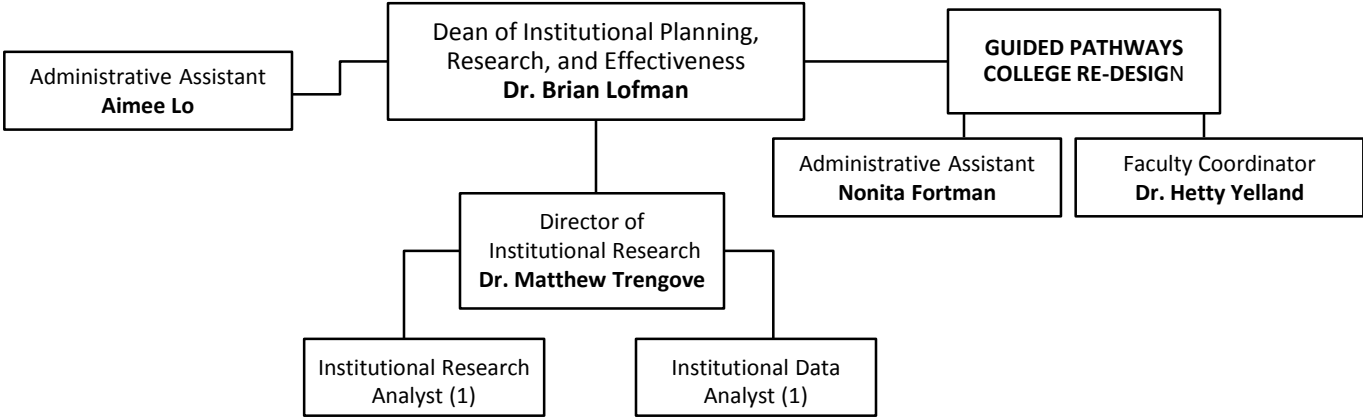 Dean of Institutional Planning,
Research, and Effectiveness
Dr. Brian Lofman
Administrative Assistant
Aimee Lo
GUIDED PATHWAYS
COLLEGE RE-DESIGN
Administrative Assistant
Nonita Fortman
Faculty Coordinator
Dr. Hetty Yelland
Director of
Institutional Research
Dr. Matthew Trengove
Institutional Research
Analyst (1)
Institutional Data
Analyst (1)